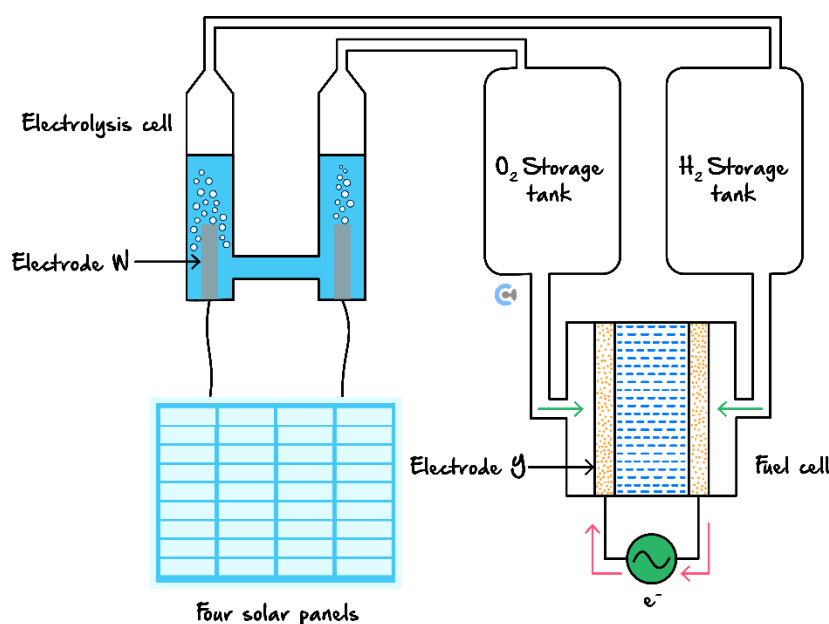 Electrolysis cell
O₂ Storage
tank
H₂ Storage
tank
Electrode W
Electrode Y
Fuel cell
e⁻
Four solar panels